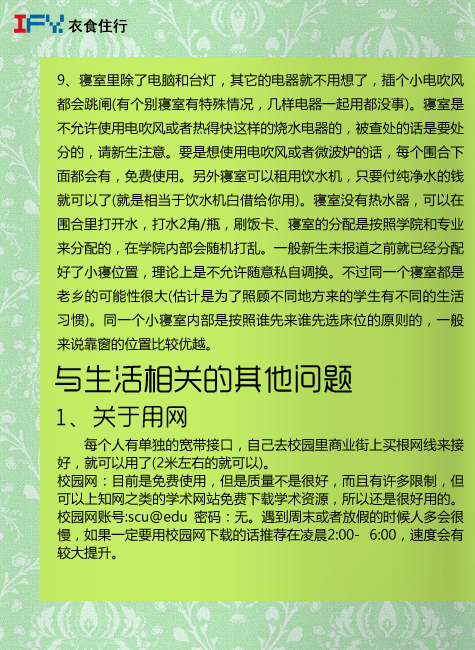 IFY. 衣食住行
9、寝室里除了电脑和台灯，其它的电器就不用想了，插个小电吹风
都会跳闸(有个别寝室有特殊情况，几样电器一起用都没事)。寝室是
不允许使用电吹风或者热得快这样的烧水电器的，被查处的话是要处
分的，请新生注意。要是想使用电吹风或者微波炉的话，每个围合下
面都会有，免费使用。另外寝室可以租用饮水机，只要付纯净水的钱
就可以了(就是相当于饮水机白借给你用)。寝室没有热水器，可以在
围合里打开水，打水2角/瓶，刷饭卡、寝室的分配是按照学院和专业
来分配的，在学院内部会随机打乱。一般新生未报道之前就已经分配
好了小寝位置，理论上是不允许随意私自调换。不过同一个寝室都是
老乡的可能性很大(估计是为了照顾不同地方来的学生有不同的生活
习惯)。同一个小寝室内部是按照谁先来谁先选床位的原则的，一般
来说靠窗的位置比较优越。
与生活相关的其他问题
1、关于用网
每个人有单独的宽带接口，自己去校园里商业街上买根网线来接
好，就可以用了(2米左右的就可以)。
校园网：目前是免费使用，但是质量不是很好，而且有许多限制，但
可以上知网之类的学术网站免费下载学术资源，所以还是很好用的。
校园网账号:scu@edu 密码：无。遇到周末或者放假的时候人多会很
慢，如果一定要用校园网下载的话推荐在凌晨2:00- 6:00，速度会有
较大提升。